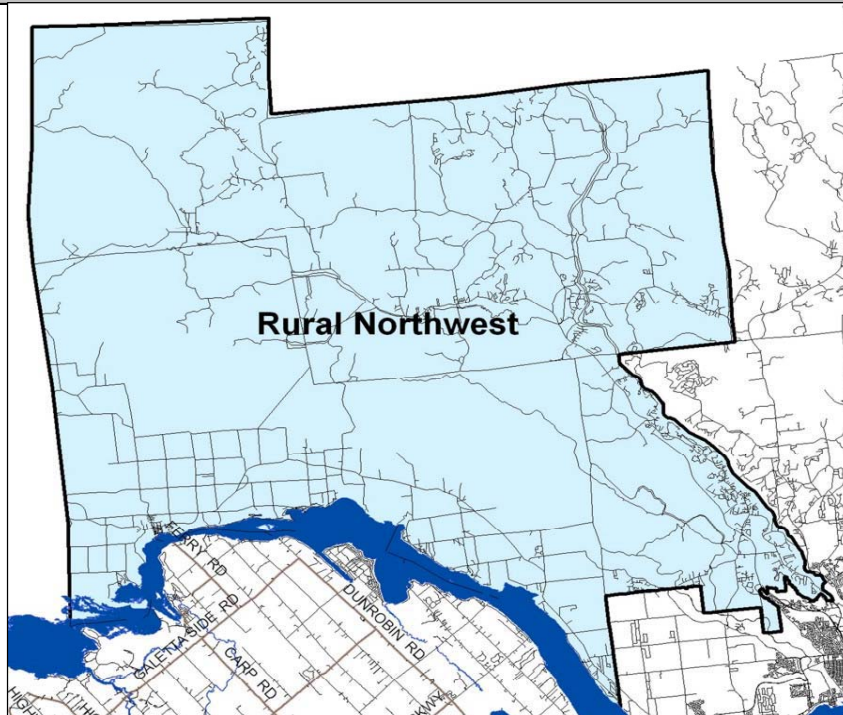 Rural Northwest
FERRY RD
GALETTA SIDE RD
DUNROBIN RD
CARP RD